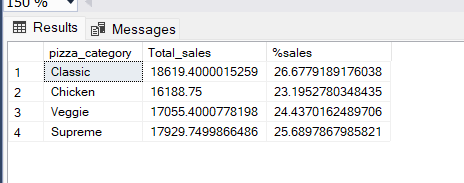 150 %
Results Messages
pizza_category Total_sales %sales
1 Classic 18619.4000015259 26.6779189176038
2 Chicken 16188.75 23.1952780348435
3 Veggie 17055.4000778198 24.4370162489706
4 Supreme 17929.7499866486 25.6897867985821